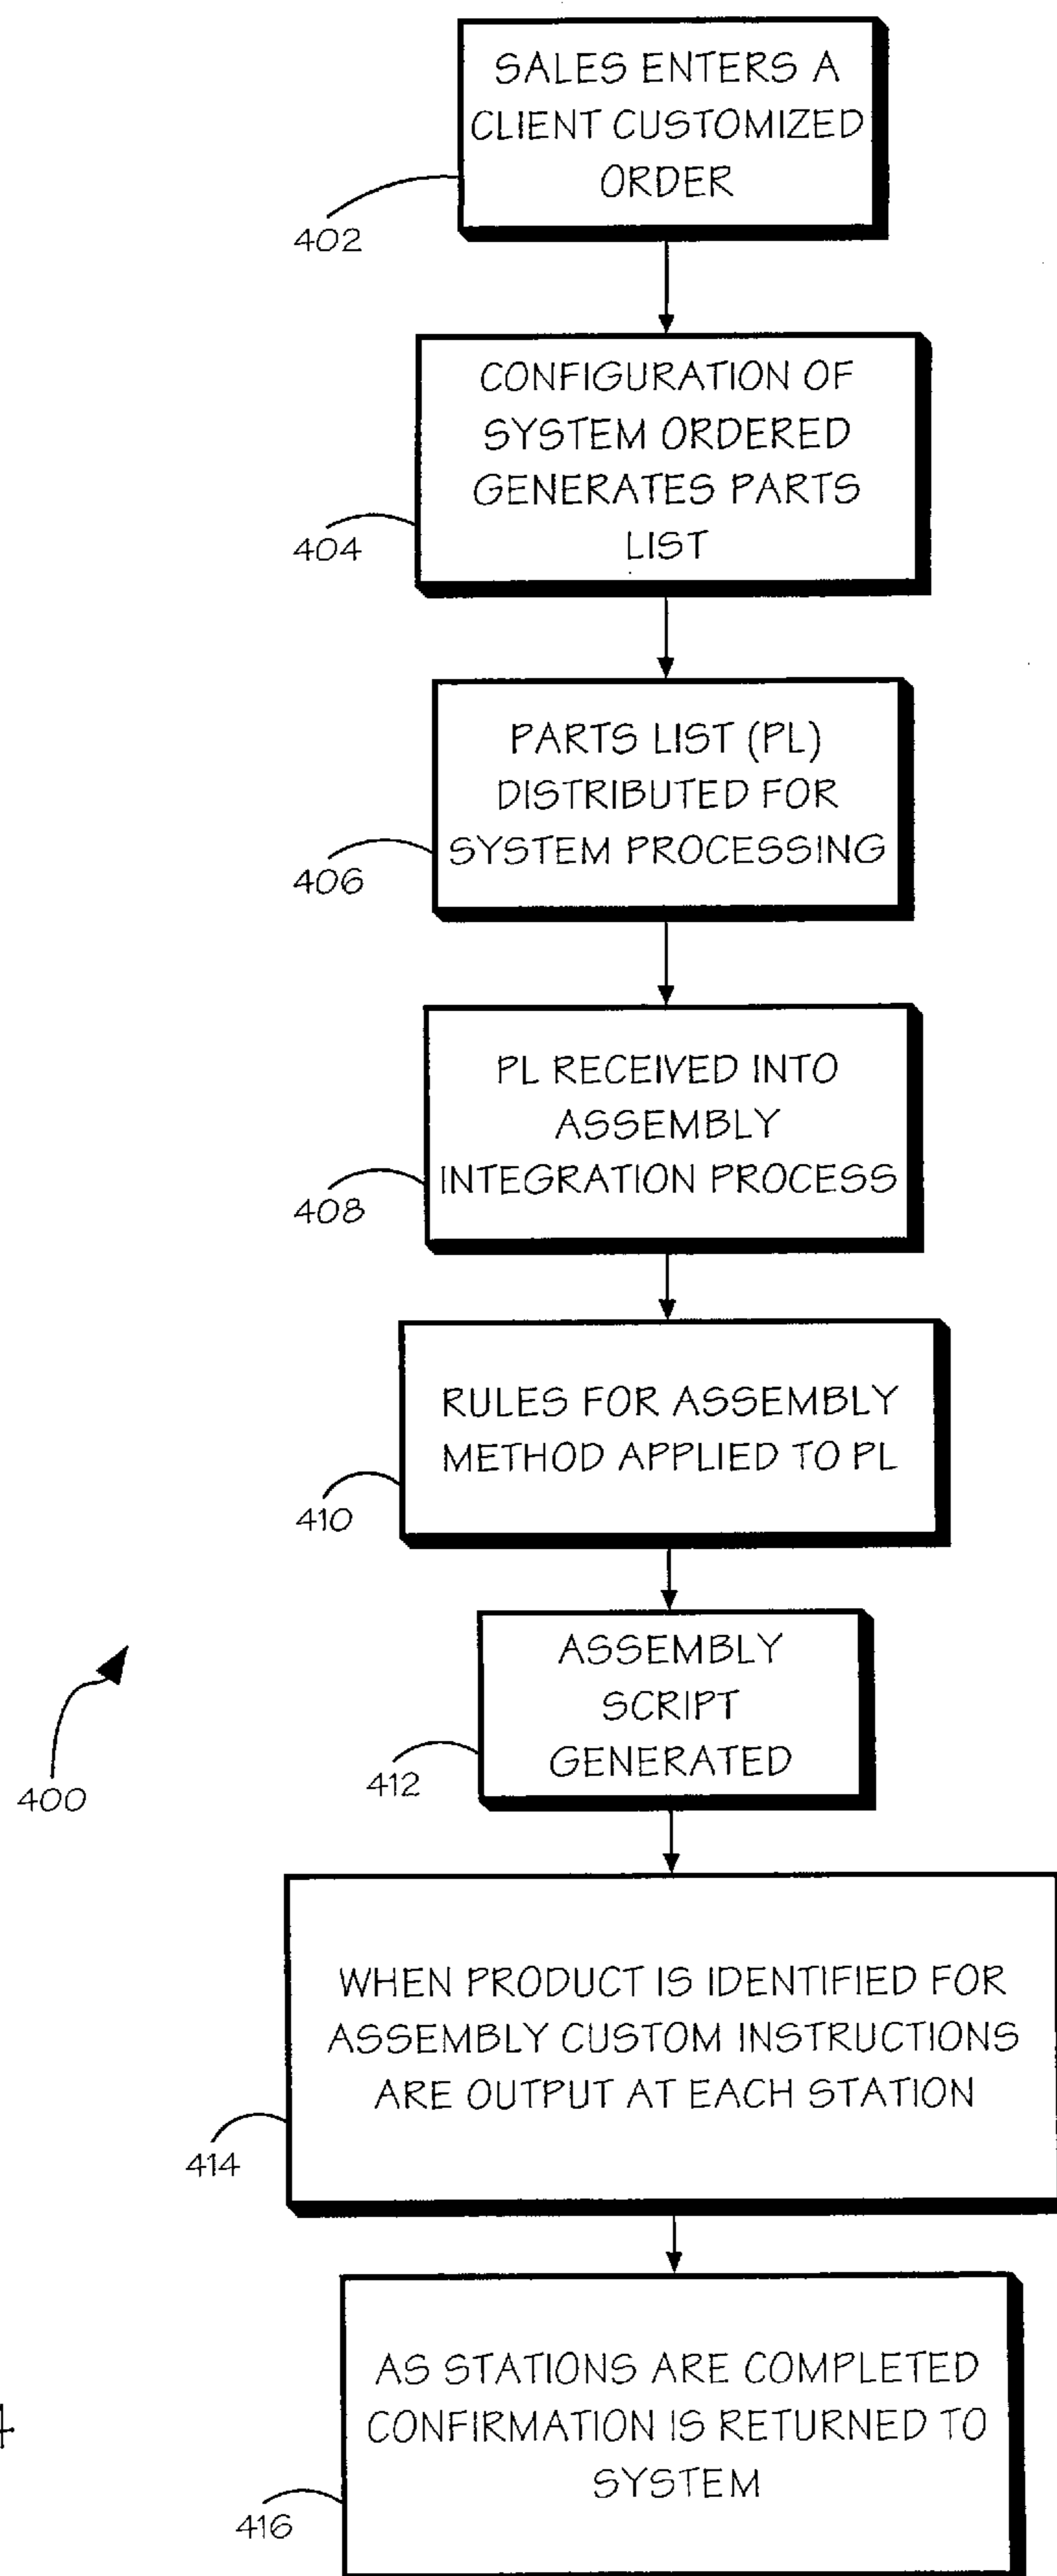 SALES ENTERS A
CLIENT CUSTOMIZED
ORDER
402
CONFIGURATION OF
SYSTEM ORDERED
GENERATES PARTS
LIST
404
PARTS LIST (PL)
DISTRIBUTED FOR
SYSTEM PROCESSING
406
PL RECEIVED INTO
ASSEMBLY
INTEGRATION PROCESS
408
RULES FOR ASSEMBLY
METHOD APPLIED TO PL
410
ASSEMBLY
SCRIPT
GENERATED
412
400
WHEN PRODUCT IS IDENTIFIED FOR
ASSEMBLY CUSTOM INSTRUCTIONS
ARE OUTPUT AT EACH STATION
414
AS STATIONS ARE COMPLETED
CONFIRMATION IS RETURNED TO
SYSTEM
416